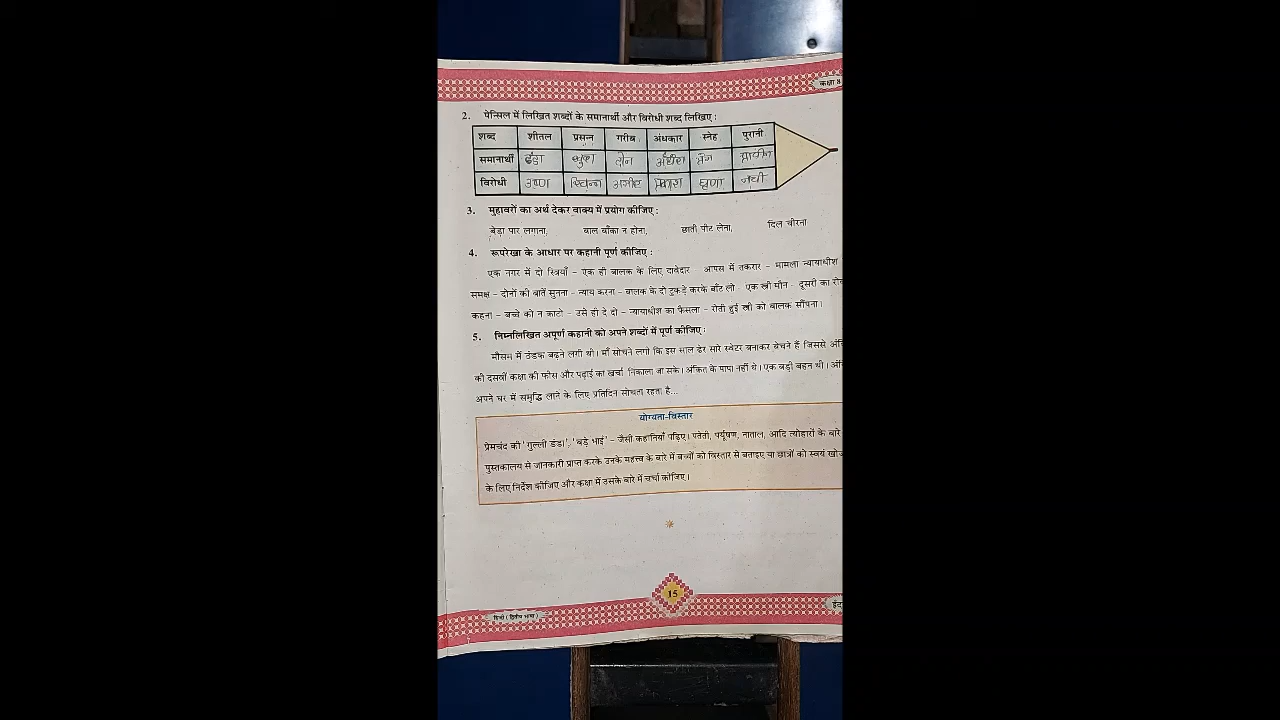 कक्षा 8
2. पेन्सिल में लिखित शब्दों के समानार्थी और विरोधी शब्द लिखिए :
शब्द शीतल प्रसन्न गरीब अंधकार स्नेह पुरानी
समानार्थी ठंडा खुश दीन अँधेरा प्रेम प्राचीन
विरोधी उष्ण खिन्न अमीर प्रकाश घृणा नयी
3. मुहावरों का अर्थ देकर वाक्य में प्रयोग कीजिए :
बेड़ा पार लगाना, बाल बाँका न होना, छाती पीट लेना, दिल चीरना
4. रूपरेखा के आधार पर कहानी पूर्ण कीजिए :
एक नगर में दो स्त्रियाँ – एक ही बालक के लिए दावेदार – आपस में तकरार – मामला न्यायाधीश
समक्ष – दोनों की बातें सुनना – न्याय करना – बालक के दो टुकड़े करके बाँट लो – एक स्त्री मौन – दूसरी का
कहना – बच्चे को न काटो – उसे ही दे दो – न्यायाधीश का फैसला – रोती हुई स्त्री को बालक सौंपना।
5. निम्नलिखित अपूर्ण कहानी को अपने शब्दों में पूर्ण कीजिए :
मौसम में ठंडक बढ़ने लगी थी। माँ सोचने लगी कि इस साल ढेर सारे स्वेटर बनाकर बेचने हैं जिससे
की दसवीं कक्षा की फीस और पढ़ाई का खर्चा निकाला जा सके। अंकित के पापा नहीं थे। एक बड़ी बहन थी।
अपने घर में समृद्धि लाने के लिए प्रतिदिन सोचता रहता है...
योग्यता-विस्तार
प्रेमचंद की 'गुल्ली डंडा', 'बड़े भाई' – जैसी कहानियाँ पढ़िए। पतेती, पर्यूषण, नाताल, आदि त्योहारों के बारे
पुस्तकालय से जानकारी प्राप्त करके उनके महत्त्व के बारे में बच्चों को विस्तार से बताइए या छात्रों को स्वयं
के लिए निर्देश कीजिए और कक्षा में उसके बारे में चर्चा कीजिए।
15
हिन्दी (द्वितीय भाषा)